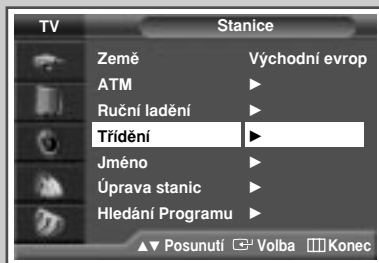 TV Stanice
Země Východní evrop
ATM ►
Ruční ladění ►
Třídění ►
Jméno ►
Úprava stanic ►
Hledání Programu ►
▲▼ Posunutí Volba Konec